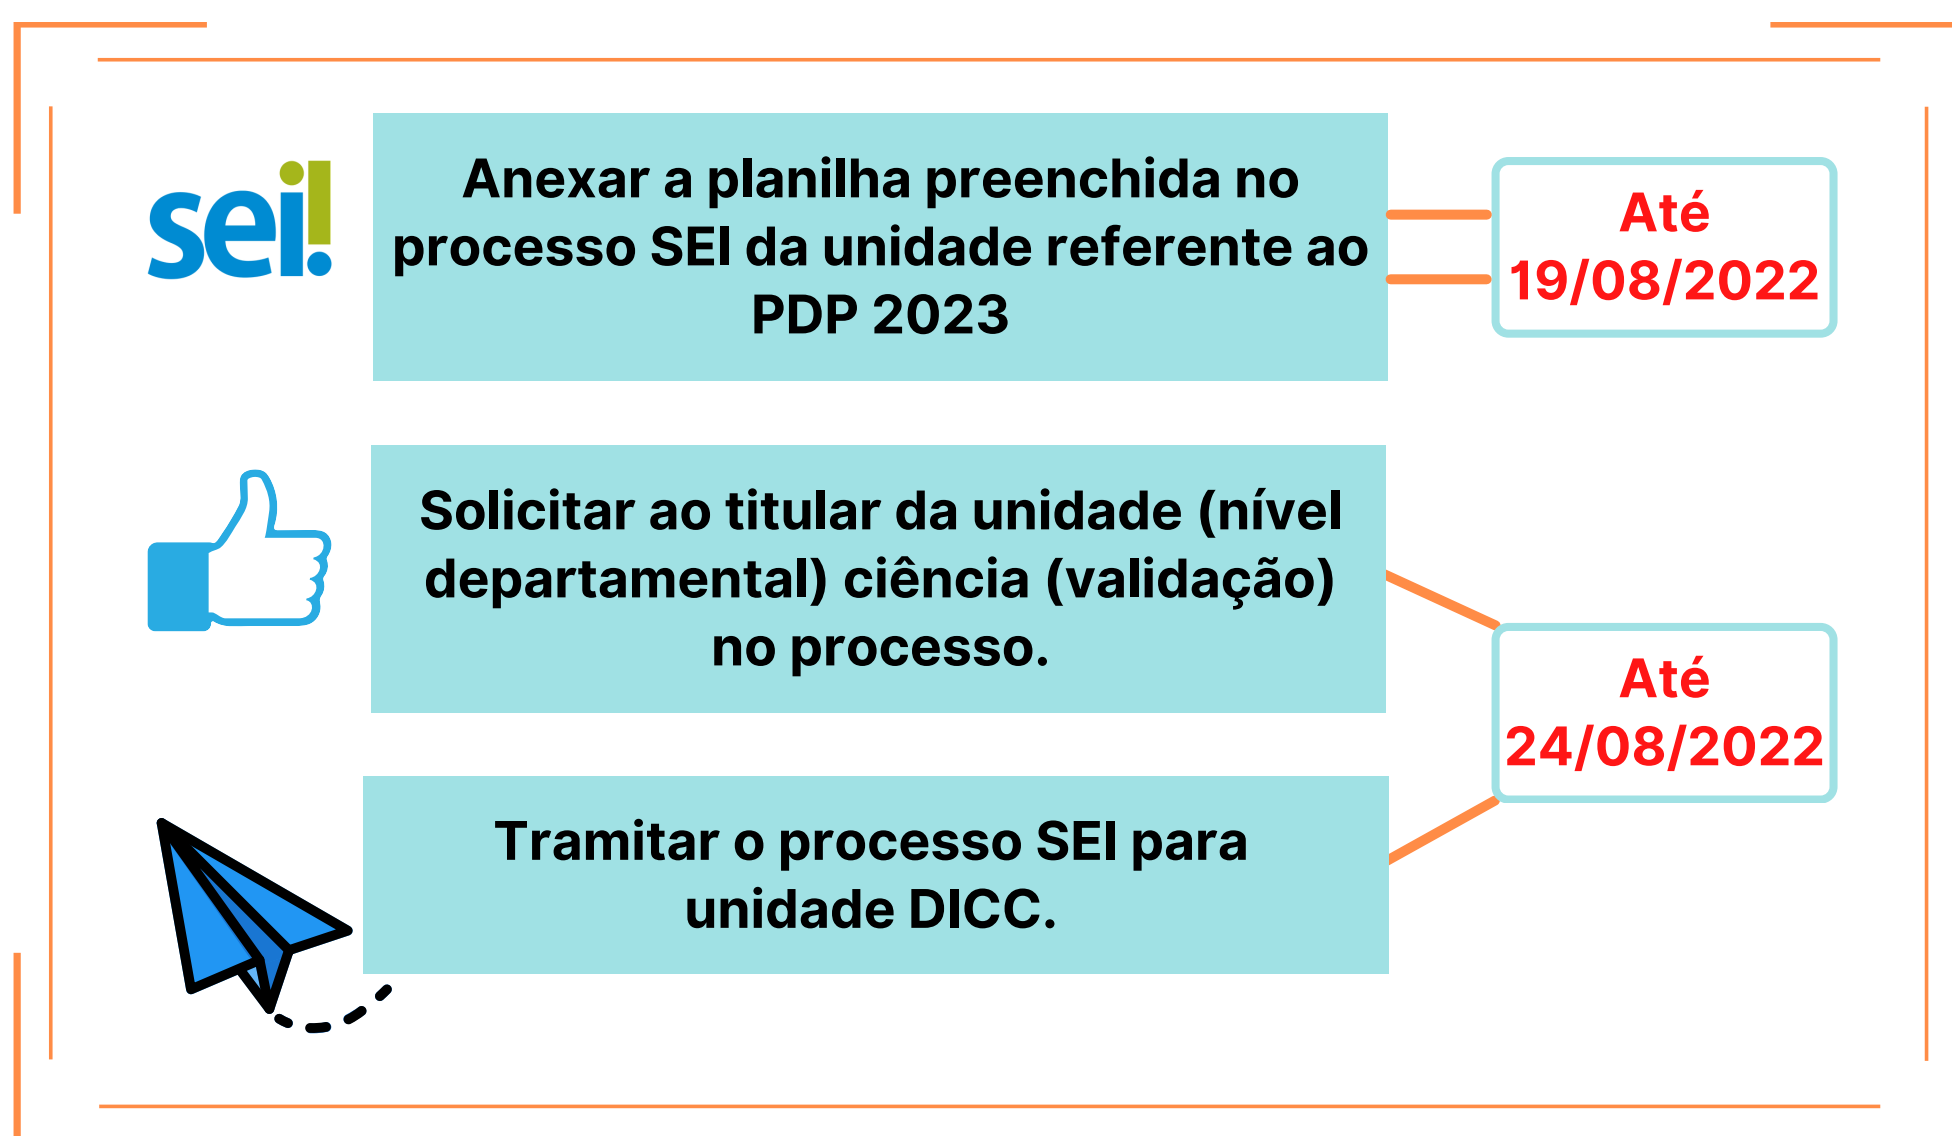 sei!
Anexar a planilha preenchida no
processo SEI da unidade referente ao
PDP 2023
Até
19/08/2022
Solicitar ao titular da unidade (nível
departamental) ciência (validação)
no processo.
Tramitar o processo SEI para
unidade DICC.
Até
24/08/2022